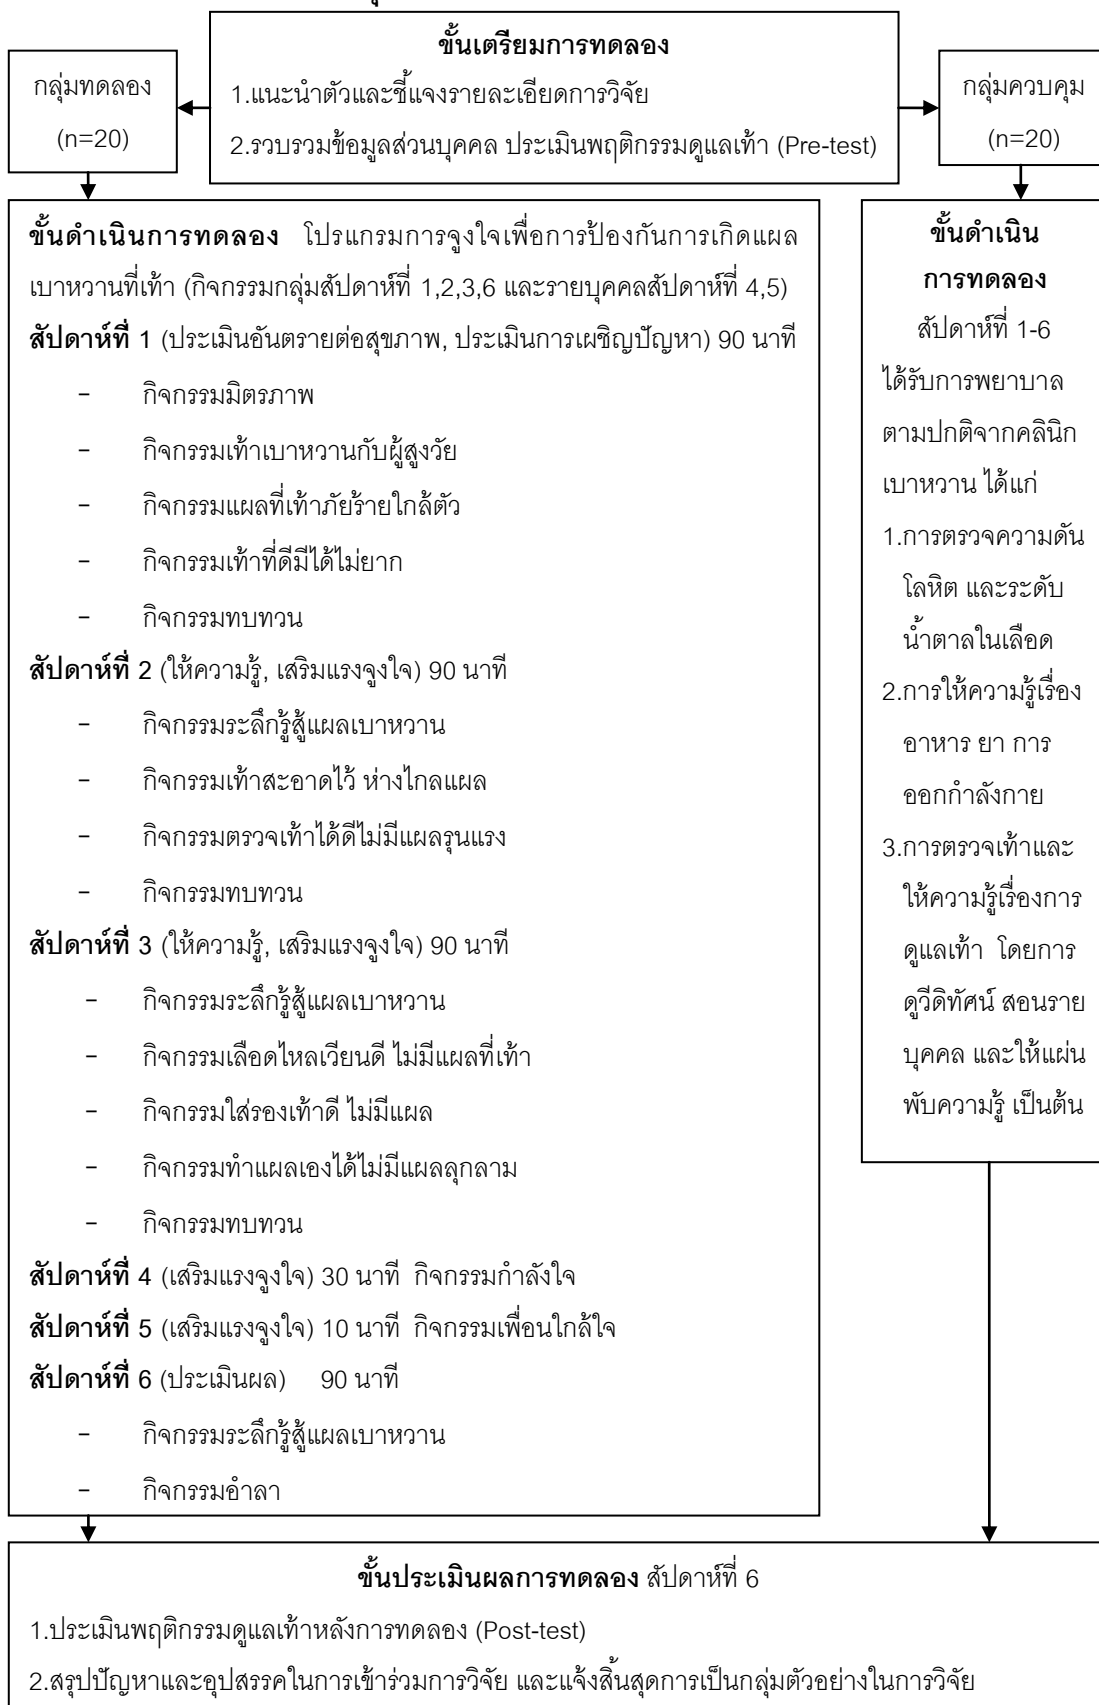 ขั้นเตรียมการทดลอง
1.แนะนำตัวและชี้แจงรายละเอียดการวิจัย
2.รวบรวมข้อมูลส่วนบุคคล ประเมินพฤติกรรมดูแลเท้า (Pre-test)
กลุ่มทดลอง
(n=20)
กลุ่มควบคุม
(n=20)
ขั้นดำเนินการทดลอง โปรแกรมการจูงใจเพื่อการป้องกันการเกิดแผล
เบาหวานที่เท้า (กิจกรรมกลุ่มสัปดาห์ที่ 1,2,3,6 และรายบุคคลสัปดาห์ที่ 4,5)
สัปดาห์ที่ 1 (ประเมินอันตรายต่อสุขภาพ, ประเมินการเผชิญปัญหา) 90 นาที
- กิจกรรมมิตรภาพ
- กิจกรรมเท้าเบาหวานกับผู้สูงวัย
- กิจกรรมแผลที่เท้าภัยร้ายใกล้ตัว
- กิจกรรมเท้าที่ดีมีได้ไม่ยาก
- กิจกรรมทบทวน
สัปดาห์ที่ 2 (ให้ความรู้, เสริมแรงจูงใจ) 90 นาที
- กิจกรรมระลึกรู้สู้แผลเบาหวาน
- กิจกรรมเท้าสะอาดไว้ ห่างไกลแผล
- กิจกรรมตรวจเท้าได้ดีไม่มีแผลรุนแรง
- กิจกรรมทบทวน
สัปดาห์ที่ 3 (ให้ความรู้, เสริมแรงจูงใจ) 90 นาที
- กิจกรรมระลึกรู้สู้แผลเบาหวาน
- กิจกรรมเลือดไหลเวียนดี ไม่มีแผลที่เท้า
- กิจกรรมใส่รองเท้าดี ไม่มีแผล
- กิจกรรมทำแผลเองได้ไม่มีแผลลุกลาม
- กิจกรรมทบทวน
สัปดาห์ที่ 4 (เสริมแรงจูงใจ) 30 นาที กิจกรรมกำลังใจ
สัปดาห์ที่ 5 (เสริมแรงจูงใจ) 10 นาที กิจกรรมเพื่อนใกล้ใจ
สัปดาห์ที่ 6 (ประเมินผล) 90 นาที
- กิจกรรมระลึกรู้สู้แผลเบาหวาน
- กิจกรรมอำลา
ขั้นดำเนิน
การทดลอง
สัปดาห์ที่ 1-6
ได้รับการพยาบาล
ตามปกติจากคลินิก
เบาหวาน ได้แก่
1.การตรวจความดัน
โลหิต และระดับ
น้ำตาลในเลือด
2.การให้ความรู้เรื่อง
อาหาร ยา การ
ออกกำลังกาย
3.การตรวจเท้าและ
ให้ความรู้เรื่องการ
ดูแลเท้า โดยการ
ดูวีดิทัศน์ สอนราย
บุคคล และให้แผ่น
พับความรู้ เป็นต้น
ขั้นประเมินผลการทดลอง สัปดาห์ที่ 6
1.ประเมินพฤติกรรมดูแลเท้าหลังการทดลอง (Post-test)
2.สรุปปัญหาและอุปสรรคในการเข้าร่วมการวิจัย และแจ้งสิ้นสุดการเป็นกลุ่มตัวอย่างในการวิจัย